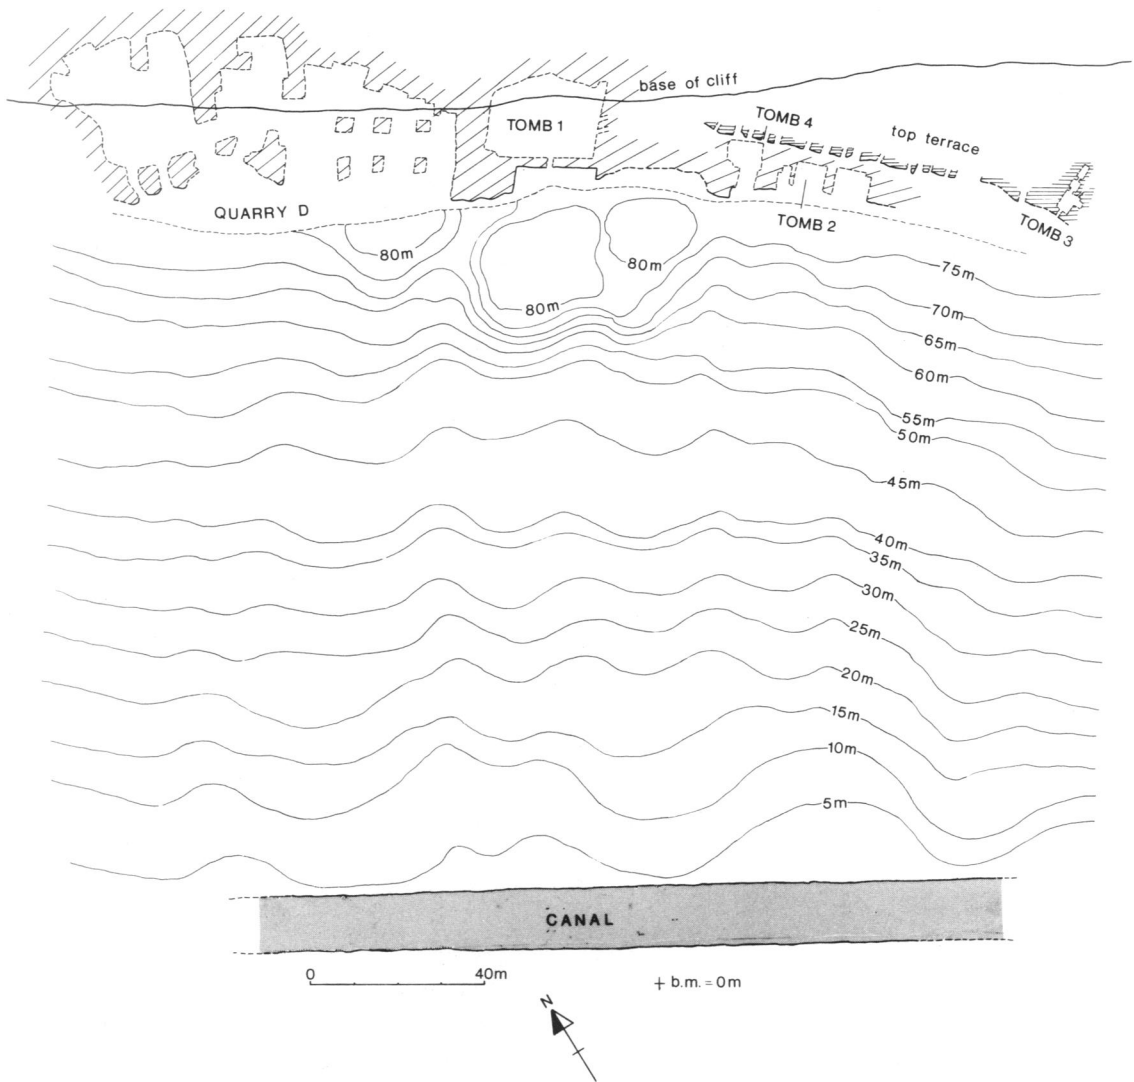 base of cliff
TOMB 1
TOMB 4
top terrace
QUARRY D
TOMB 2
TOMB 3
80m
80m
80m
75m
70m
65m
60m
55m
50m
45m
40m
35m
30m
25m
20m
15m
10m
5m
CANAL
0 40m
+ b.m. = 0m
N